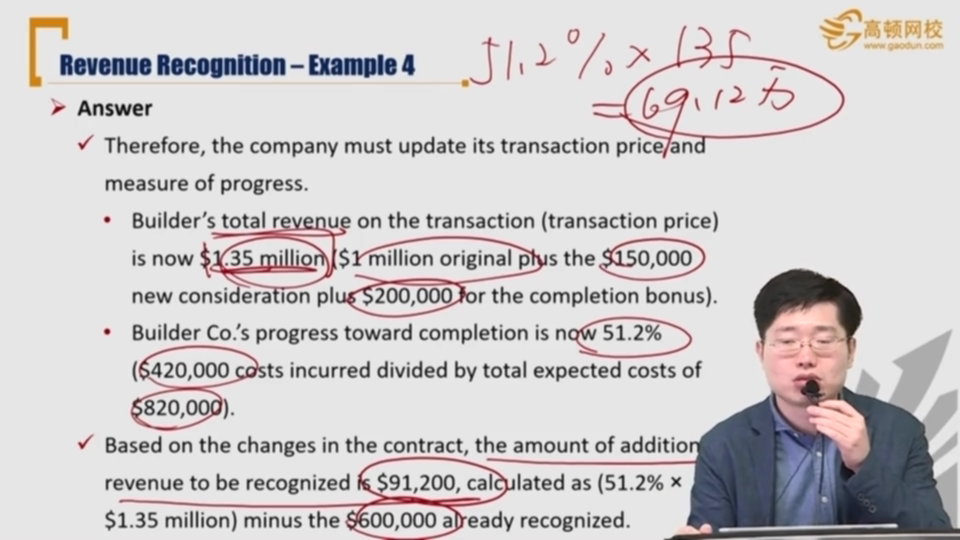 Revenue Recognition – Example 4
51.2% × 135
= 69.12万
高顿网校
www.gaodun.com
Answer
Therefore, the company must update its transaction price and
measure of progress.
Builder's total revenue on the transaction (transaction price)
is now $1.35 million ($1 million original plus the $150,000
new consideration plus $200,000 for the completion bonus).
Builder Co.'s progress toward completion is now 51.2%
($420,000 costs incurred divided by total expected costs of
$820,000).
Based on the changes in the contract, the amount of addition
revenue to be recognized is $91,200, calculated as (51.2% ×
$1.35 million) minus the $600,000 already recognized.